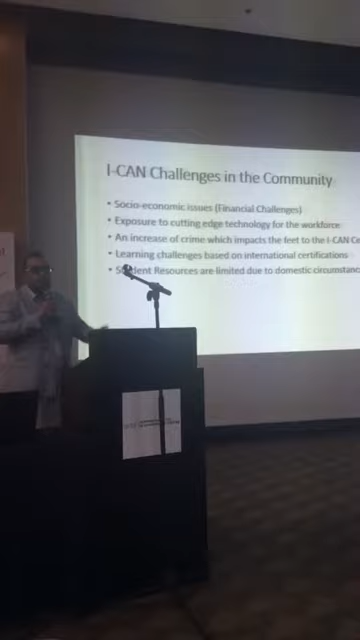 I-CAN Challenges in the Community
• Socio-economic issues (Financial Challenges)
• Exposure to cutting edge technology for the workforce
• An increase of crime which impacts the feet to the I-CAN Ce
• Learning challenges based on international certifications
• Student Resources are limited due to domestic circumstanc